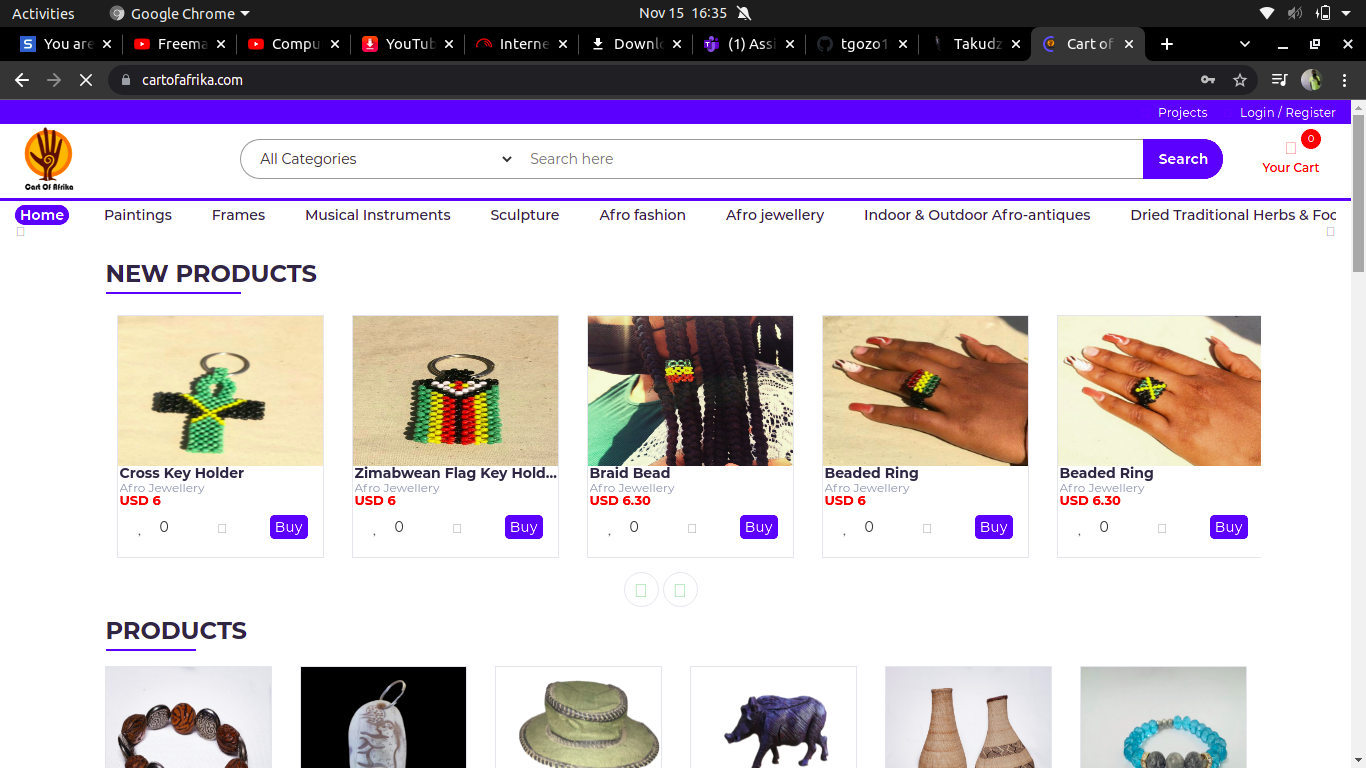 Activities
Google Chrome
Nov 15 16:35
You are
Freema
Compu
YouTub
Interne
Downlo
(1) Assi
tgozo1
Takudz
Cart of
cartofafrika.com
Projects
Login / Register
Cart Of Afrika
All Categories
Search here
Search
0
Your Cart
Home
Paintings
Frames
Musical Instruments
Sculpture
Afro fashion
Afro jewellery
Indoor & Outdoor Afro-antiques
Dried Traditional Herbs & Foo
NEW PRODUCTS
Cross Key Holder
Afro Jewellery
USD 6
0
Buy
Zimabwean Flag Key Hold...
Afro Jewellery
USD 6
0
Buy
Braid Bead
Afro Jewellery
USD 6.30
0
Buy
Beaded Ring
Afro Jewellery
USD 6
0
Buy
Beaded Ring
Afro Jewellery
USD 6.30
0
Buy
PRODUCTS